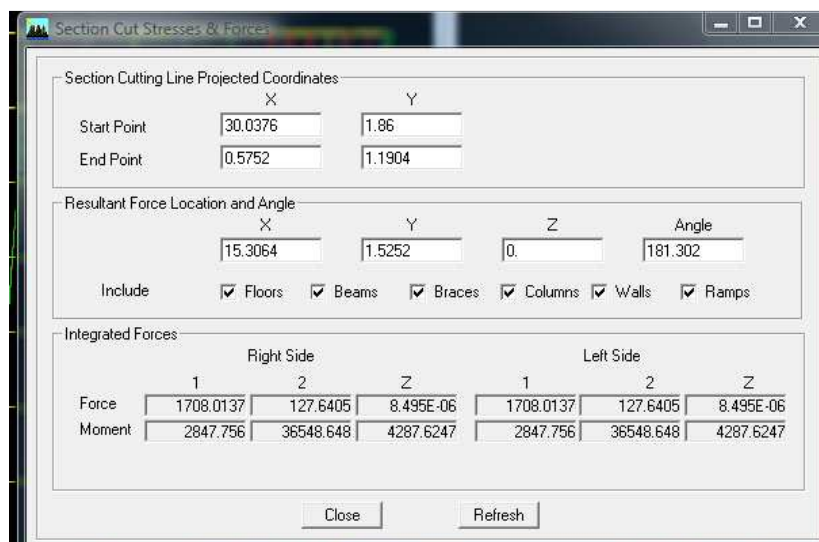 Section Cut Stresses & Forces
Section Cutting Line Projected Coordinates
X Y
Start Point 30.0376 1.86
End Point 0.5752 1.1904
Resultant Force Location and Angle
X Y Z Angle
15.3064 1.5252 0. 181.302
Include Floors Beams Braces Columns Walls Ramps
Integrated Forces
Right Side Left Side
1 2 Z 1 2 Z
Force 1708.0137 127.6405 8.495E-06 1708.0137 127.6405 8.495E-06
Moment 2847.756 36548.648 4287.6247 2847.756 36548.648 4287.6247
Close Refresh